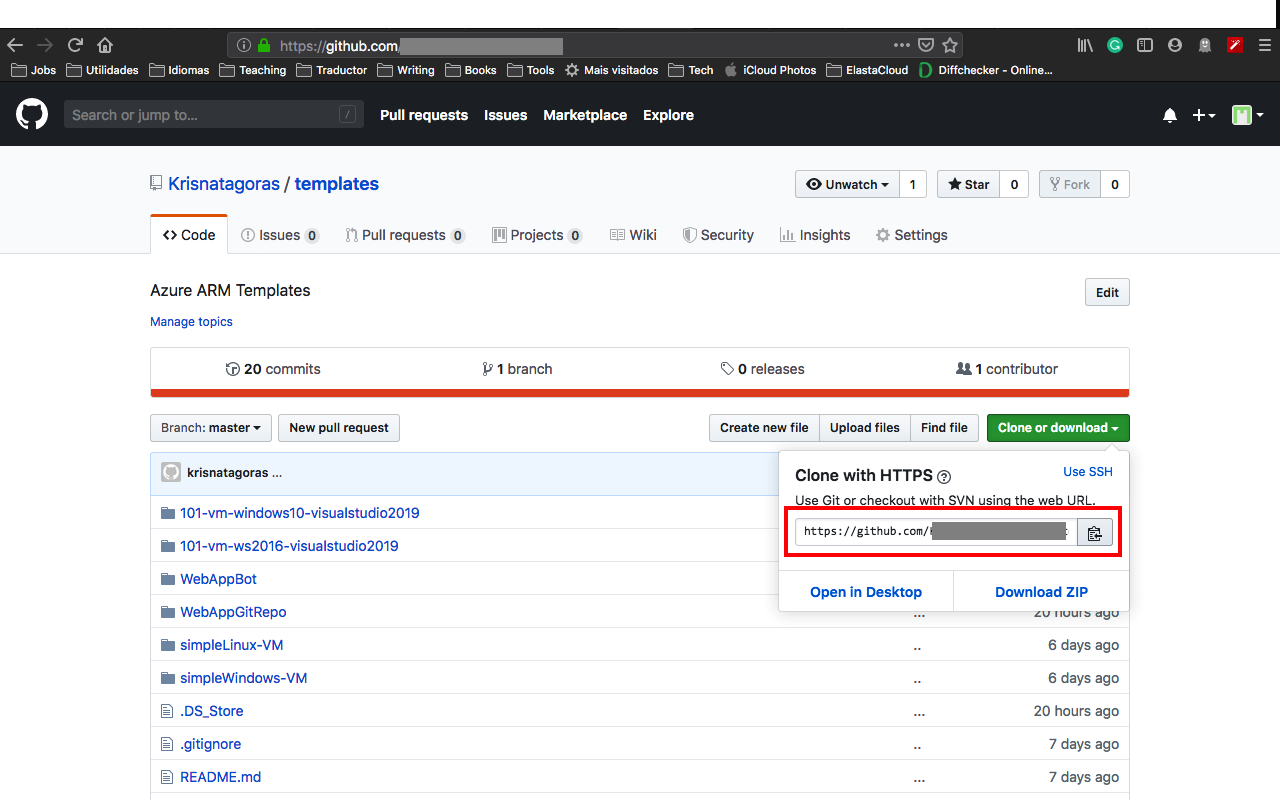 https://github.com/
Jobs Utilidades Idiomas Teaching Traductor Writing Books Tools Mais visitados Tech iCloud Photos ElastaCloud Diffchecker - Online...
Search or jump to... / Pull requests Issues Marketplace Explore
Krisnatagoras / templates Unwatch 1 Star 0 Fork 0
Code Issues 0 Pull requests 0 Projects 0 Wiki Security Insights Settings
Azure ARM Templates Edit
Manage topics
20 commits 1 branch 0 releases 1 contributor
Branch: master New pull request Create new file Upload files Find file Clone or download
krisnatagoras ...
Clone with HTTPS Use SSH
Use Git or checkout with SVN using the web URL.
https://github.com/
Open in Desktop Download ZIP
101-vm-windows10-visualstudio2019
101-vm-ws2016-visualstudio2019
WebAppBot
WebAppGitRepo ... 20 hours ago
simpleLinux-VM .. 6 days ago
simpleWindows-VM .. 6 days ago
.DS_Store ... 20 hours ago
.gitignore .. 7 days ago
README.md ... 7 days ago